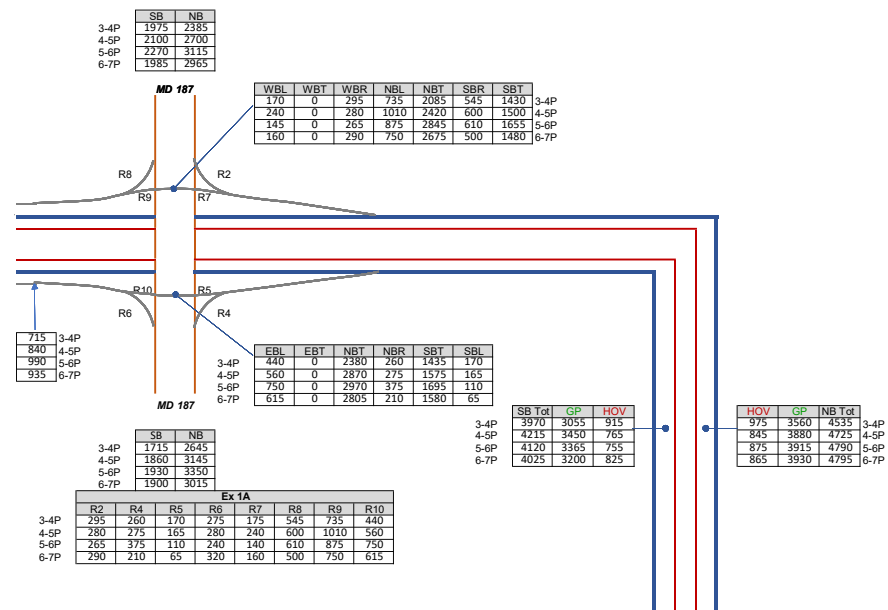 SB NB
3-4P 1975 2385
4-5P 2100 2700
5-6P 2270 3115
6-7P 1985 2965
MD 187
WBL WBT WBR NBL NBT SBR SBT
170 0 295 735 2085 545 1430 3-4P
240 0 280 1010 2420 600 1500 4-5P
145 0 265 875 2845 610 1655 5-6P
160 0 290 750 2675 500 1480 6-7P
R8 R2
R9 R7
R10 R5
R6 R4
715 3-4P
840 4-5P
990 5-6P
935 6-7P
EBL EBT NBT NBR SBT SBL
3-4P 440 0 2380 260 1435 170
4-5P 560 0 2870 275 1575 165
5-6P 750 0 2970 375 1695 110
6-7P 615 0 2805 210 1580 65
MD 187
SB Tot GP HOV
3-4P 3970 3055 915
4-5P 4215 3450 765
5-6P 4120 3365 755
6-7P 4025 3200 825
HOV GP NB Tot
975 3560 4535 3-4P
845 3880 4725 4-5P
875 3915 4790 5-6P
865 3930 4795 6-7P
SB NB
3-4P 1715 2645
4-5P 1860 3145
5-6P 1930 3350
6-7P 1900 3015
Ex 1A
R2 R4 R5 R6 R7 R8 R9 R10
3-4P 295 260 170 275 175 545 735 440
4-5P 280 275 165 280 240 600 1010 560
5-6P 265 375 110 240 140 610 875 750
6-7P 290 210 65 320 160 500 750 615